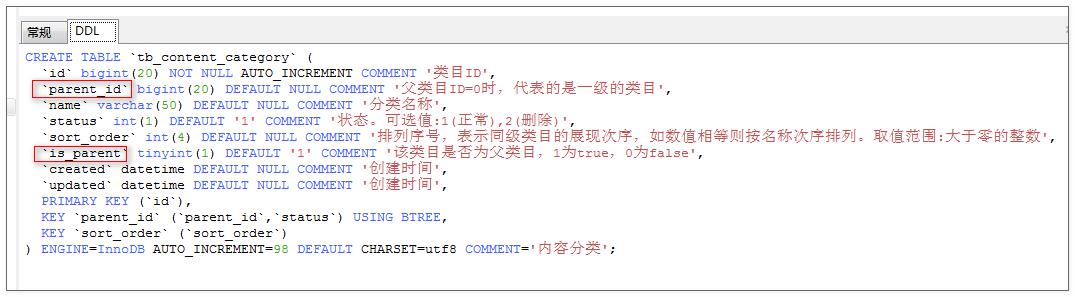 常规 DDL
CREATE TABLE `tb_content_category` (
`id` bigint(20) NOT NULL AUTO_INCREMENT COMMENT '类目ID',
`parent_id` bigint(20) DEFAULT NULL COMMENT '父类目ID=0时，代表的是一级的类目',
`name` varchar(50) DEFAULT NULL COMMENT '分类名称',
`status` int(1) DEFAULT '1' COMMENT '状态。可选值:1(正常),2(删除)',
`sort_order` int(4) DEFAULT NULL COMMENT '排列序号，表示同级类目的展现次序，如数值相等则按名称次序排列。取值范围:大于零的整数',
`is_parent` tinyint(1) DEFAULT '1' COMMENT '该类目是否为父类目，1为true，0为false',
`created` datetime DEFAULT NULL COMMENT '创建时间',
`updated` datetime DEFAULT NULL COMMENT '创建时间',
PRIMARY KEY (`id`),
KEY `parent_id` (`parent_id`,`status`) USING BTREE,
KEY `sort_order` (`sort_order`)
) ENGINE=InnoDB AUTO_INCREMENT=98 DEFAULT CHARSET=utf8 COMMENT='内容分类';